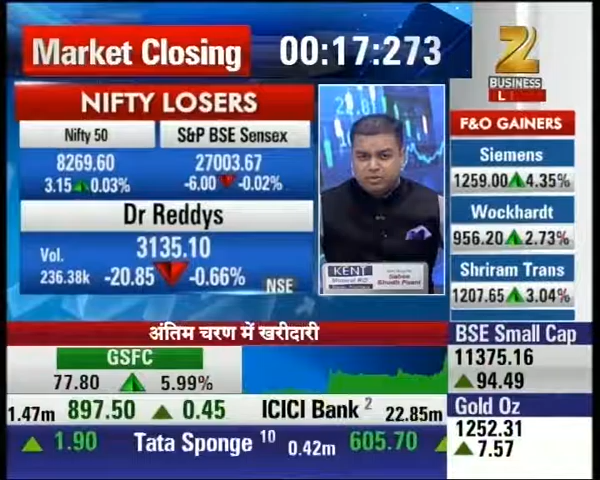 Market Closing 00:17:273
BUSINESS
NIFTY LOSERS
Nifty 50 S&P BSE Sensex
8269.60 27003.67
3.15 0.03% -6.00 -0.02%
Dr Reddys
Vol. 3135.10
236.38k -20.85 -0.66% NSE
KENT
Mineral RO
F&O GAINERS
Siemens
1259.00 4.35%
Wockhardt
956.20 2.73%
Shriram Trans
1207.65 3.04%
अंतिम चरण में खरीदारी
GSFC
77.80 5.99%
BSE Small Cap
11375.16
94.49
Gold Oz
1252.31
7.57
1.47m 897.50 0.45 ICICI Bank 2 22.85m
1.90 Tata Sponge 10 0.42m 605.70